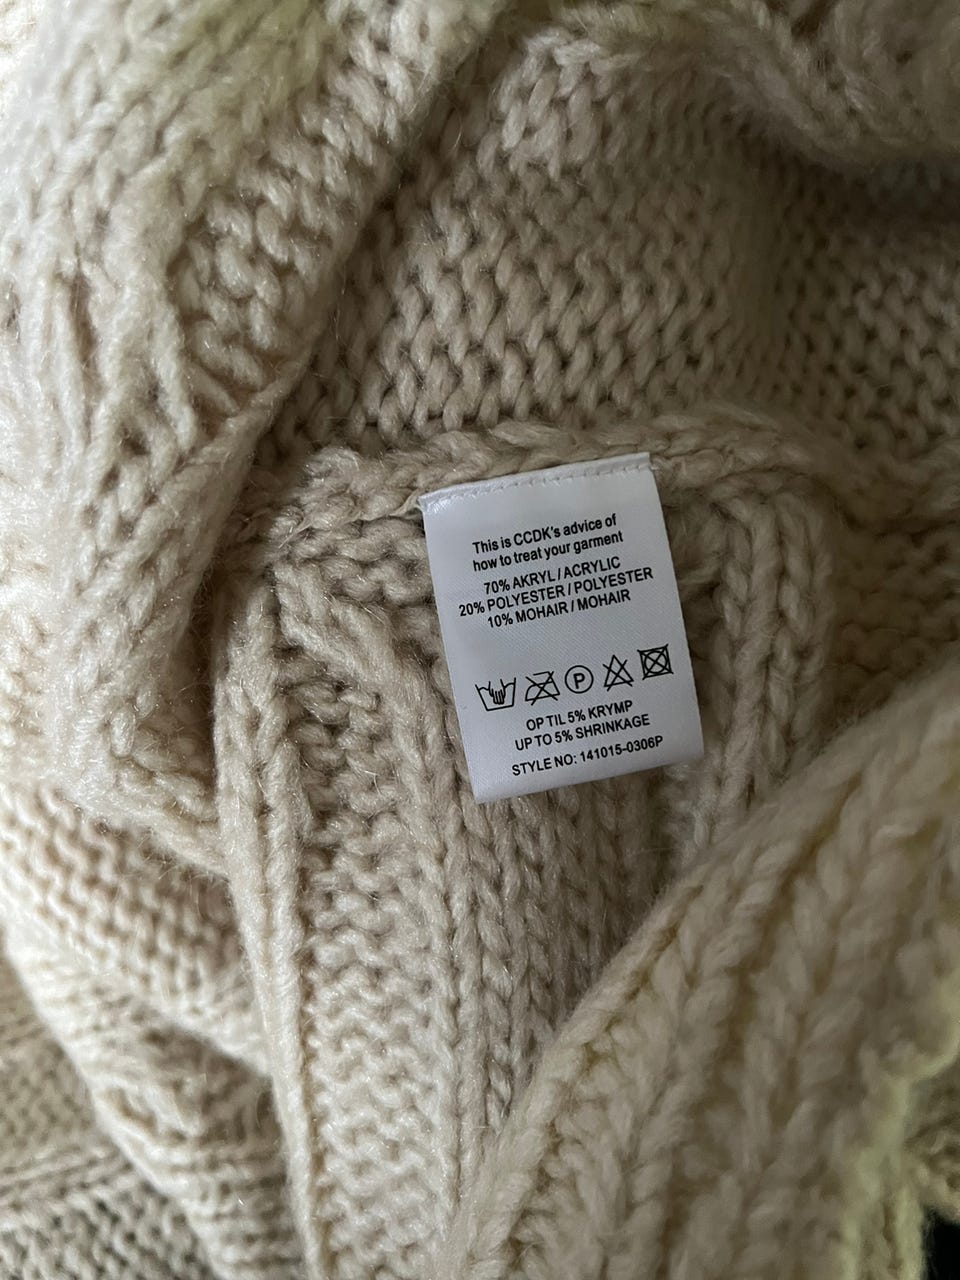 This is CCDK's advice of
how to treat your garment
70% AKRYL / ACRYLIC
20% POLYESTER / POLYESTER
10% MOHAIR / MOHAIR
P
OP TIL 5% KRYMP
UP TO 5% SHRINKAGE
STYLE NO: 141015-0306P